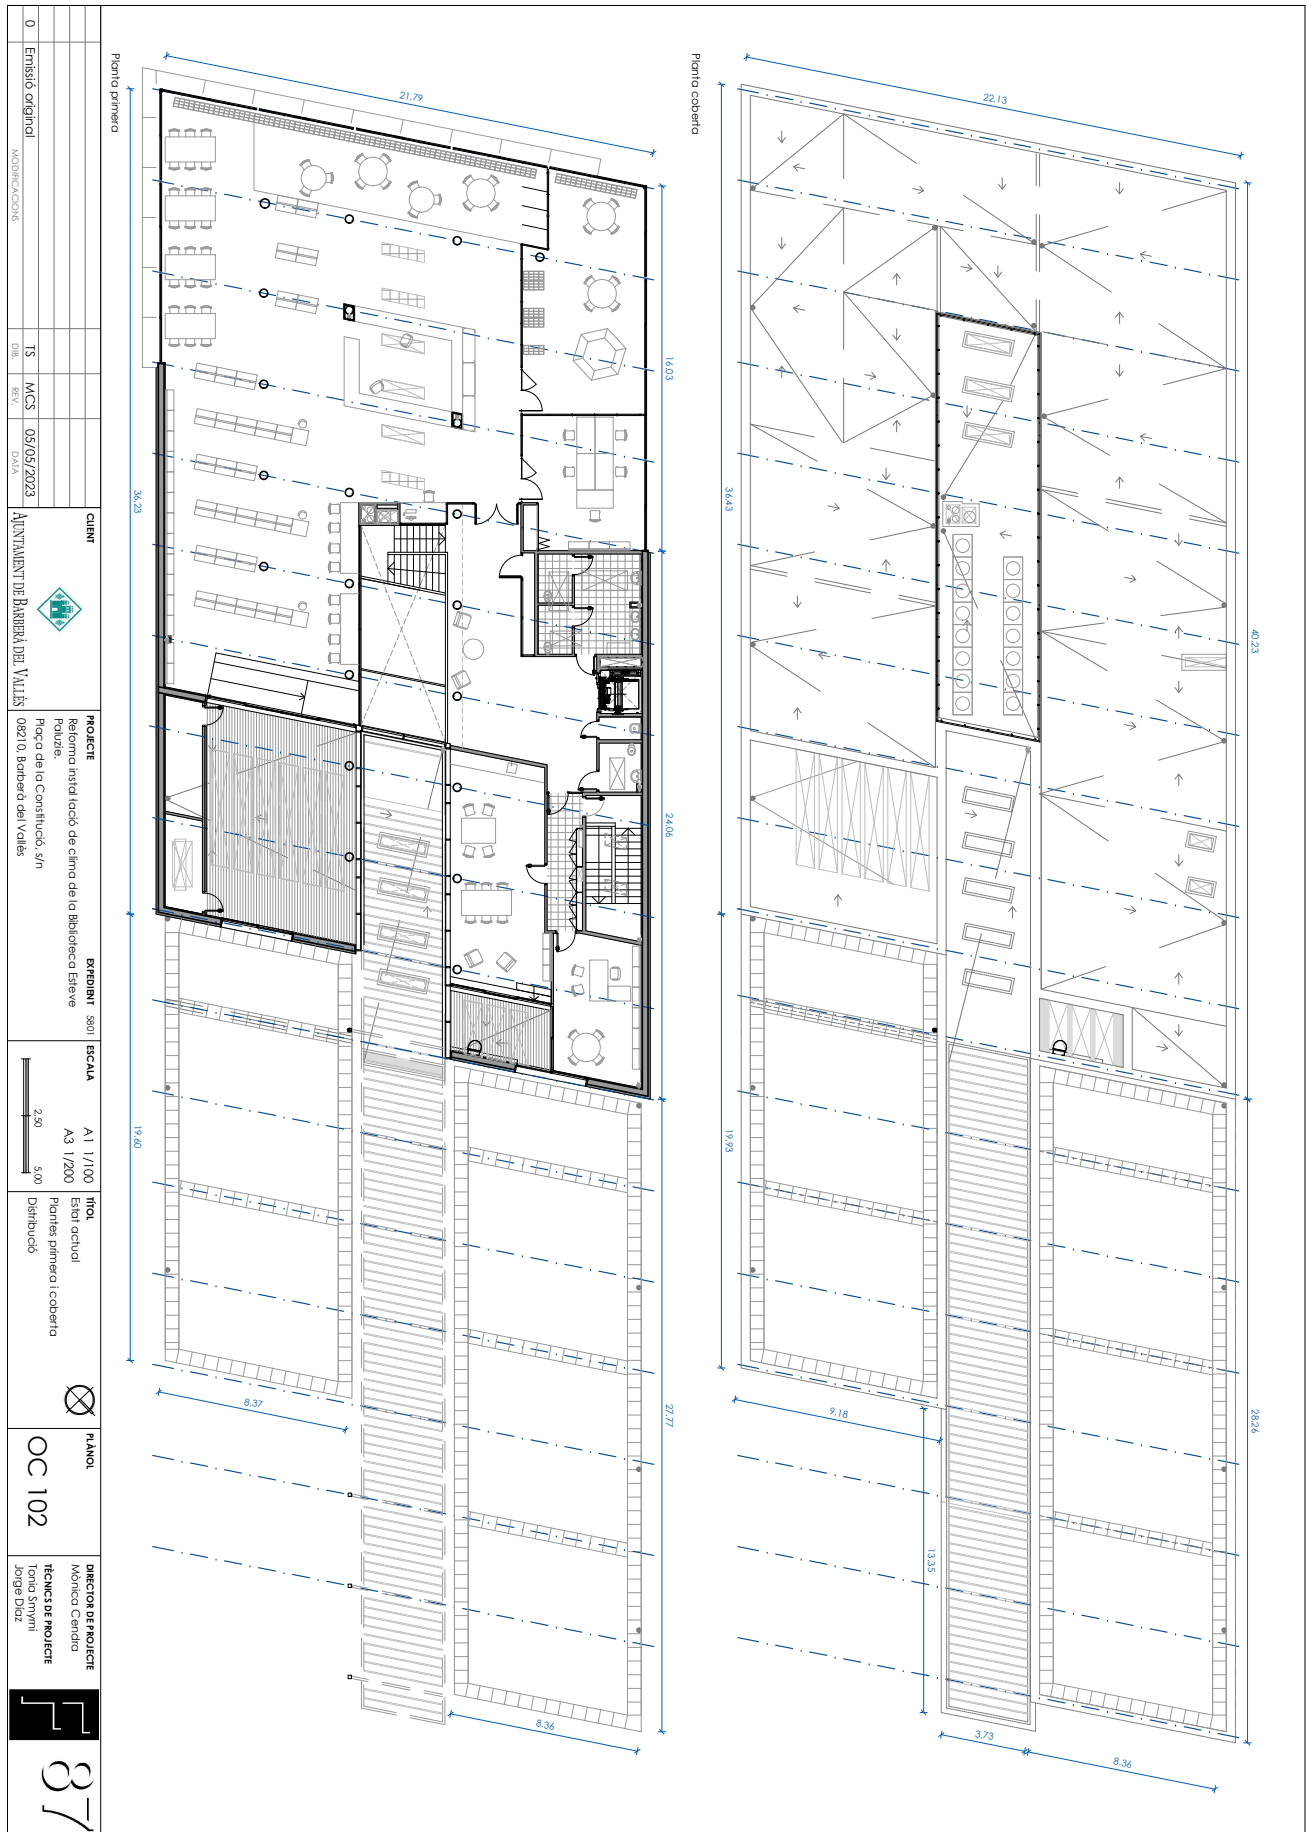 Planta primera
21.79
16.03
24.06
27.77
36.23
19.60
8.37
8.36
Planta coberta
22.13
40.23
28.26
36.43
19.93
9.18
13.35
3.73
8.36
0
Emissió original
TS
MCS
05/05/2023
MODIFICACIONS
DIB.
REV.
DATA
CLIENT
AJUNTAMENT DE BARBERÀ DEL VALLÈS
PROJECTE
Reforma instal·lació de clima de la Biblioteca Esteve
Paluzie.
Plaça de la Constitució, s/n
08210, Barberà del Vallès
EXPEDIENT 5801
ESCALA
A1 1/100
A3 1/200
2.50
5.00
TÍTOL
Estat actual
Plantes primera i coberta
Distribució
PLÀNOL
OC 102
DIRECTOR DE PROJECTE
Mònica Cendra
TÈCNICS DE PROJECTE
Tonia Smyrni
Jorge Díaz
87